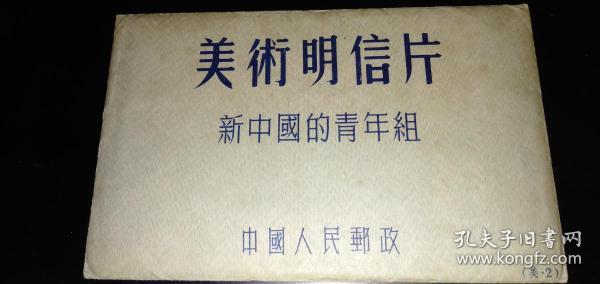 美術明信片
新中國的青年組
中國人民郵政
(美·2)
孔夫子旧书网
www.kongfz.com